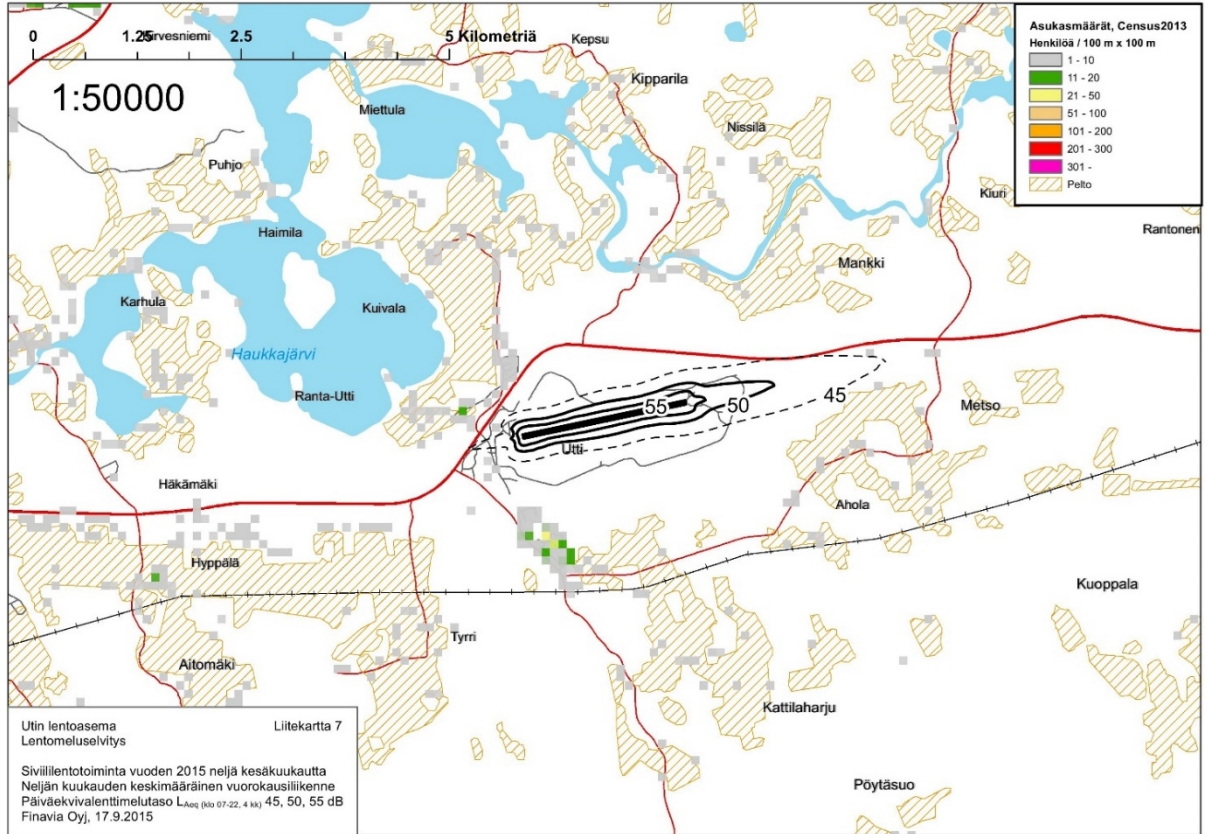 0 1.25 2.5 5 Kilometriä
1:50000
Kepsu
Kipparila
Miettula
Nissilä
Puhjo
Kiuri
Rantonen
Haimila
Mankki
Karhula
Kuivala
Haukkajärvi
Ranta-Utti
55
50
45
Metso
Utti
Häkämäki
Ahola
Hyppälä
Kuoppala
Tyrri
Aitomäki
Kattilaharju
Pöytäsuo
Asukasmäärät, Census2013
Henkilöä / 100 m x 100 m
1 - 10
11 - 20
21 - 50
51 - 100
101 - 200
201 - 300
301 -
Pelto
Utin lentoasema Liitekartta 7
Lentomeluselvitys
Siviililentotoiminta vuoden 2015 neljä kesäkuukautta
Neljän kuukauden keskimääräinen vuorokausiliikenne
Päiväekvivalenttimelutaso LAeq (klo 07-22, 4 kk) 45, 50, 55 dB
Finavia Oyj, 17.9.2015